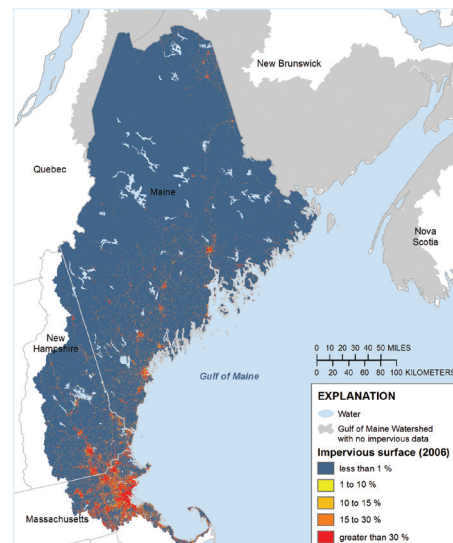 New Brunswick
Quebec
Maine
Nova
Scotia
New
Hampshire
0 10 20 30 40 50 MILES
0 20 40 60 80 100 KILOMETERS
Gulf of Maine
EXPLANATION
Water
Gulf of Maine Watershed
with no impervious data
Impervious surface (2006)
less than 1 %
1 to 10 %
10 to 15 %
15 to 30 %
greater than 30 %
Massachusetts